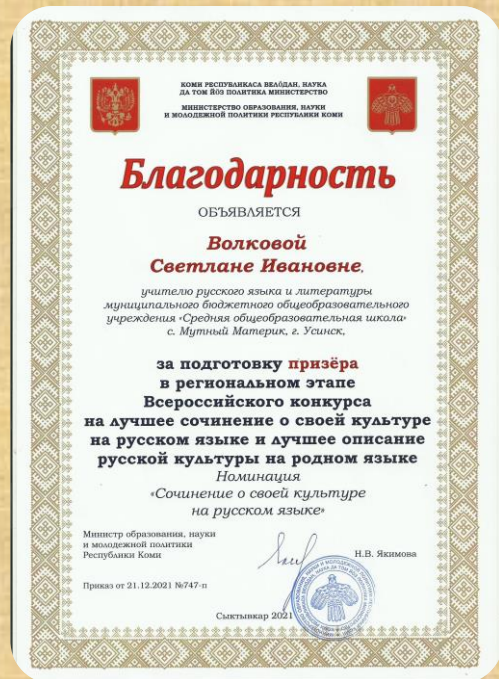 КОМИ РЕСПУБЛИКАСА ВЕЛӦДАН, НАУКА
ДА ТОМ ЙӦЗ ПОЛИТИКА МИНИСТЕРСТВО
МИНИСТЕРСТВО ОБРАЗОВАНИЯ, НАУКИ
И МОЛОДЕЖНОЙ ПОЛИТИКИ РЕСПУБЛИКИ КОМИ
Благодарность
ОБЪЯВЛЯЕТСЯ
Волковой
Светлане Ивановне,
учителю русского языка и литературы
муниципального бюджетного общеобразовательного
учреждения «Средняя общеобразовательная школа»
с. Мутный Материк, г. Усинск,
за подготовку призёра
в региональном этапе
Всероссийского конкурса
на лучшее сочинение о своей культуре
на русском языке и лучшее описание
русской культуры на родном языке
Номинация
«Сочинение о своей культуре
на русском языке»
Министр образования, науки
и молодежной политики
Республики Коми
Н.В. Якимова
Приказ от 21.12.2021 №747-п
Сыктывкар 2021